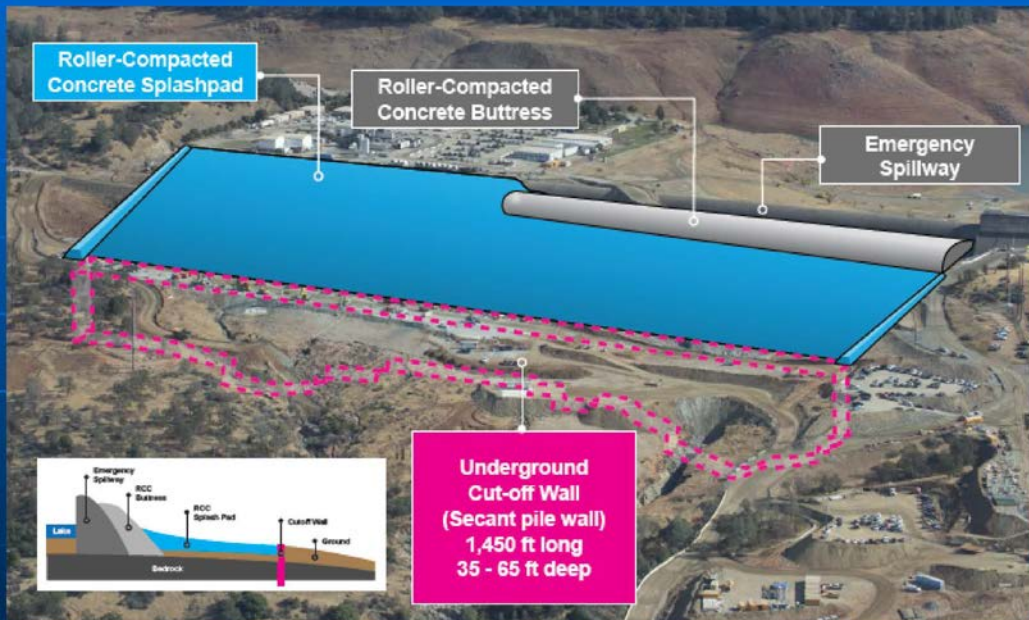 Roller-Compacted
Concrete Splashpad
Roller-Compacted
Concrete Buttress
Emergency
Spillway
Underground
Cut-off Wall
(Secant pile wall)
1,450 ft long
35 - 65 ft deep
Emergency
Spillway
RCC
Buttress
RCC
Splash Pad
Cutoff Wall
Ground
Lake
Bedrock